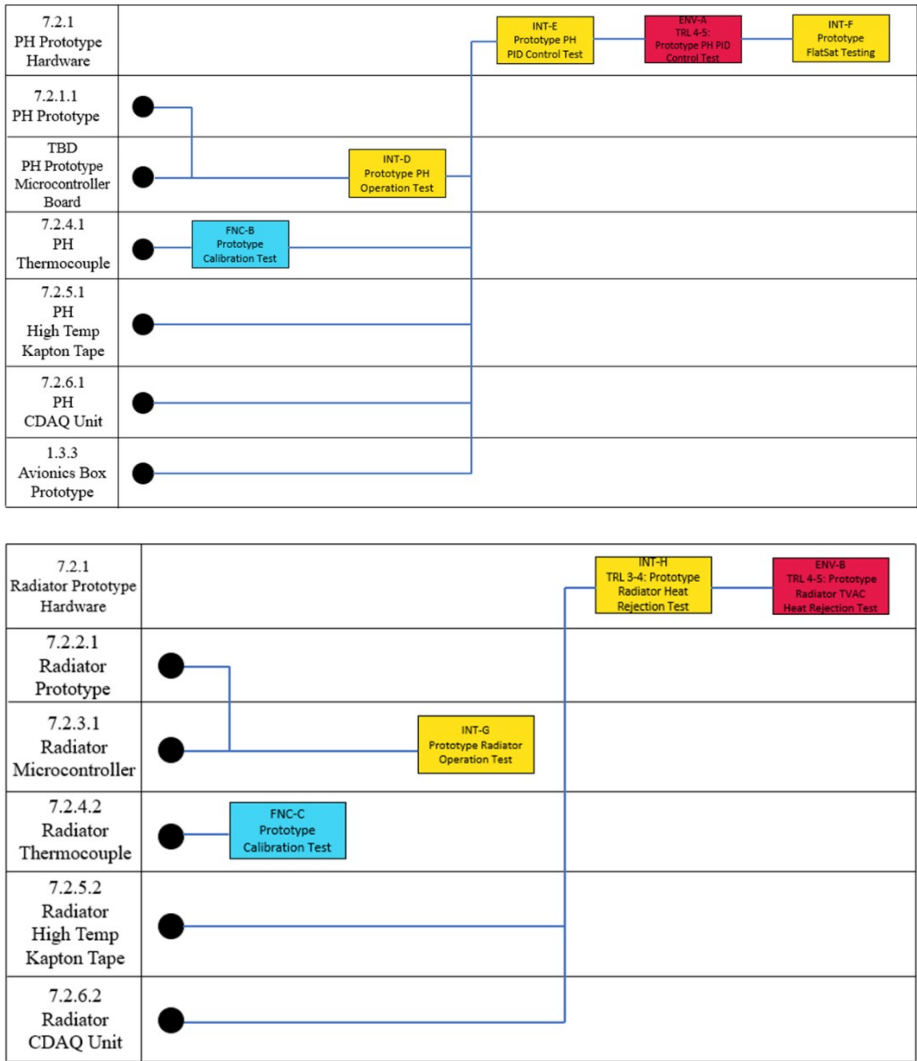 7.2.1
PH Prototype
Hardware
INT-E
Prototype PH
PID Control Test
ENV-A
TRL 4-5:
Prototype PH PID
Control Test
INT-F
Prototype
FlatSat Testing
7.2.1.1
PH Prototype
TBD
PH Prototype
Microcontroller
Board
INT-D
Prototype PH
Operation Test
7.2.4.1
PH
Thermocouple
FNC-B
Prototype
Calibration Test
7.2.5.1
PH
High Temp
Kapton Tape
7.2.6.1
PH
CDAQ Unit
1.3.3
Avionics Box
Prototype
7.2.1
Radiator Prototype
Hardware
INT-H
TRL 3-4: Prototype
Radiator Heat
Rejection Test
ENV-B
TRL 4-5: Prototype
Radiator TVAC
Heat Rejection Test
7.2.2.1
Radiator
Prototype
7.2.3.1
Radiator
Microcontroller
INT-G
Prototype Radiator
Operation Test
7.2.4.2
Radiator
Thermocouple
FNC-C
Prototype
Calibration Test
7.2.5.2
Radiator
High Temp
Kapton Tape
7.2.6.2
Radiator
CDAQ Unit